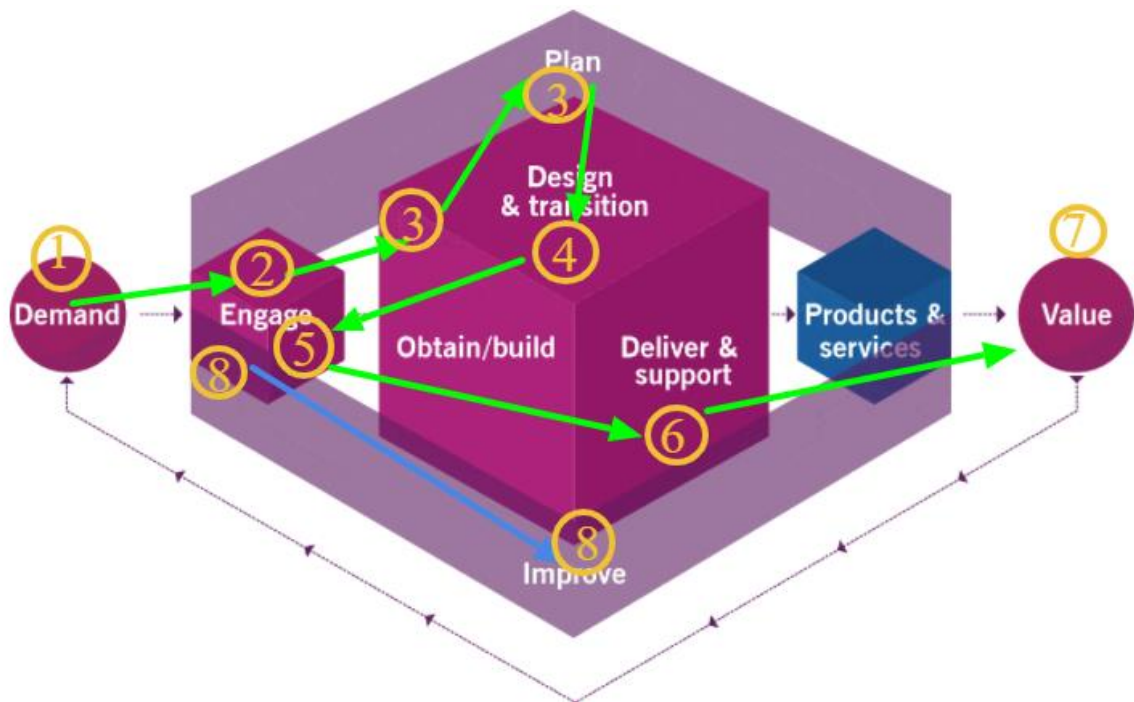 Plan
3
Design
& transition
3
4
1
2
7
Demand
Engage
Obtain/build
Deliver &
support
Products &
services
Value
5
8
6
8
Improve